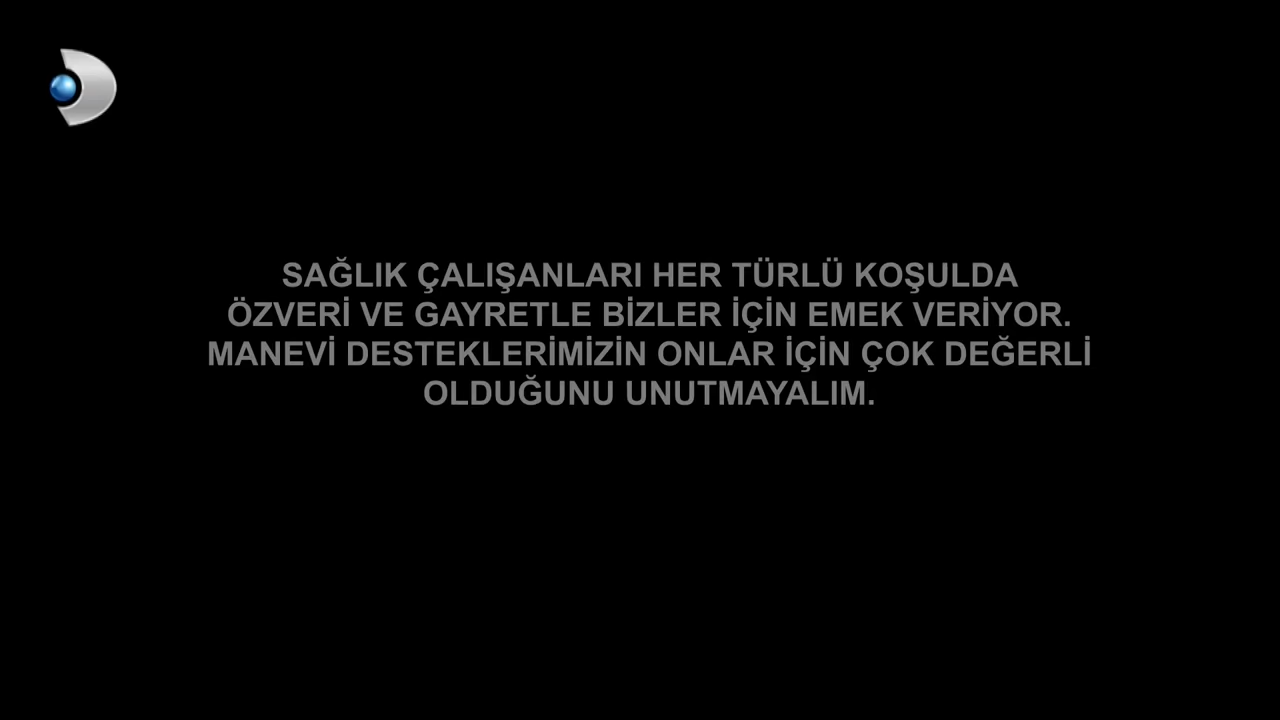 SAĞLIK ÇALIŞANLARI HER TÜRLÜ KOŞULDA
ÖZVERİ VE GAYRETLE BİZLER İÇİN EMEK VERİYOR.
MANEVİ DESTEKLERİMİZİN ONLAR İÇİN ÇOK DEĞERLİ
OLDUĞUNU UNUTMAYALIM.